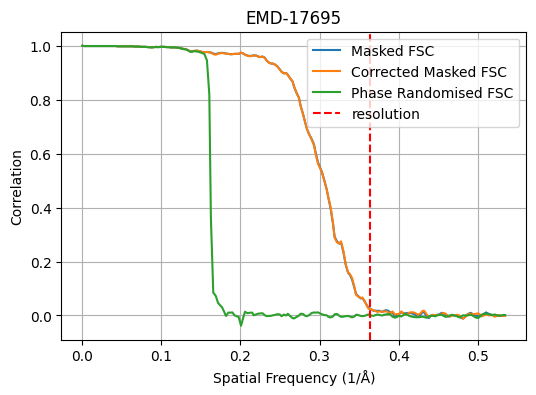 EMD-17695
Masked FSC
Corrected Masked FSC
Phase Randomised FSC
resolution
1.0
0.8
0.6
0.4
0.2
0.0
Correlation
0.0 0.1 0.2 0.3 0.4 0.5
Spatial Frequency (1/Å)